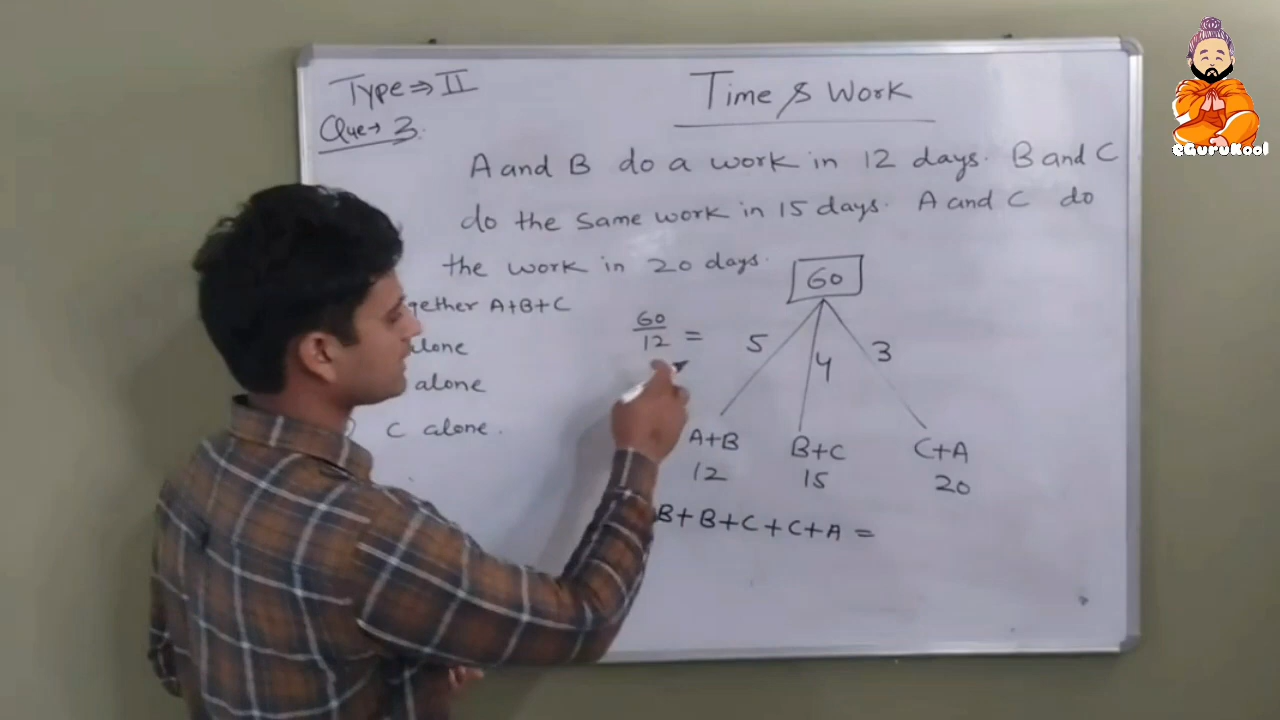 Type ⇒ II
Time & Work
Que → 3.
A and B do a work in 12 days. B and C
do the same work in 15 days. A and C do
the work in 20 days.
60
gether A+B+C
60/12 =
5 4 3
lone
alone
C alone.
A+B B+C C+A
12 15 20
B+B+C+C+A =
eGuruKool